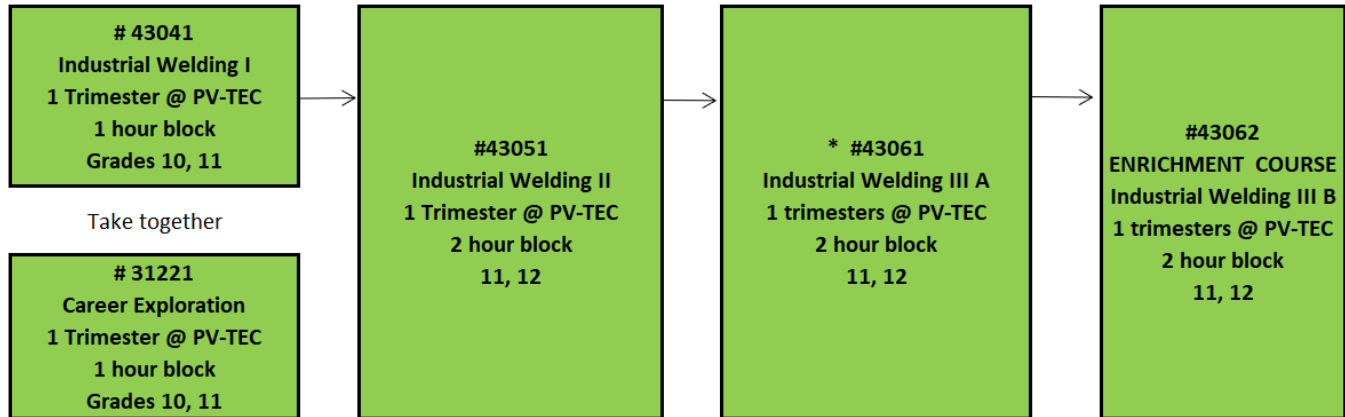 # 43041
Industrial Welding I
1 Trimester @ PV-TEC
1 hour block
Grades 10, 11
Take together
# 31221
Career Exploration
1 Trimester @ PV-TEC
1 hour block
Grades 10, 11
#43051
Industrial Welding II
1 Trimester @ PV-TEC
2 hour block
11, 12
* #43061
Industrial Welding III A
1 trimesters @ PV-TEC
2 hour block
11, 12
#43062
ENRICHMENT COURSE
Industrial Welding III B
1 trimesters @ PV-TEC
2 hour block
11, 12